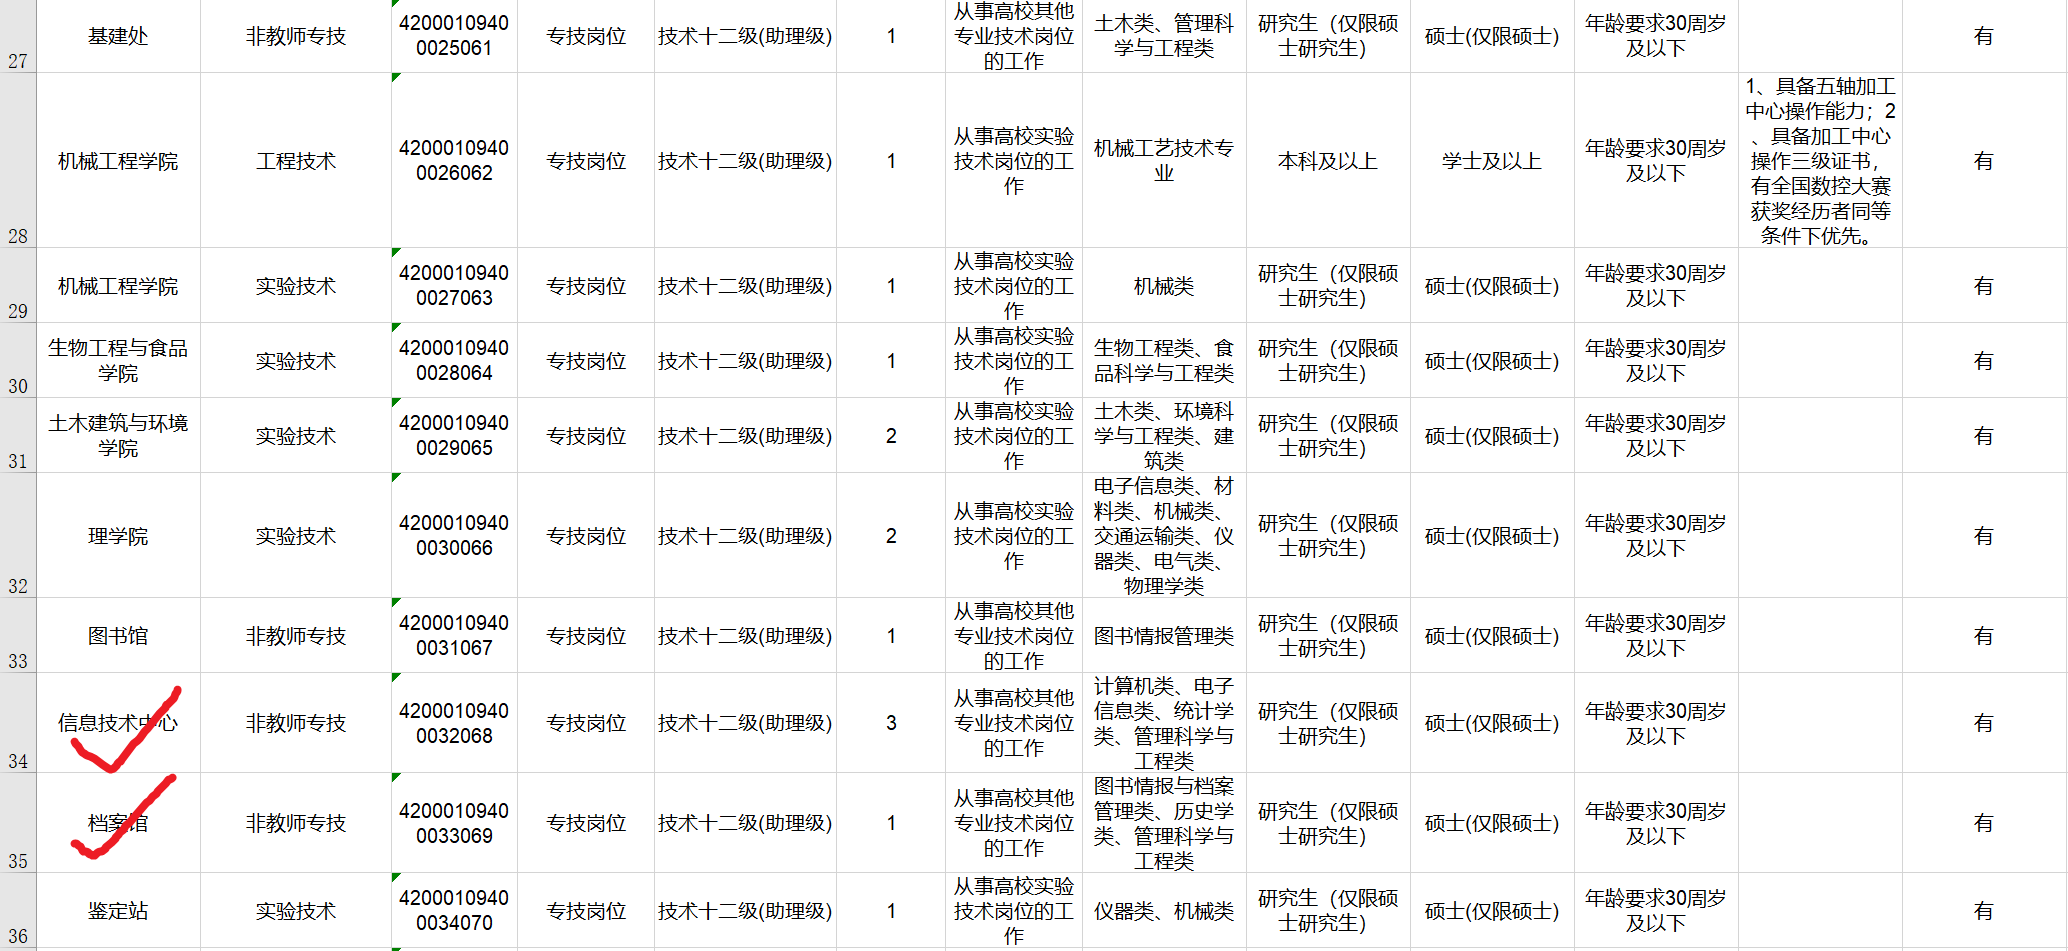 27 基建处 非教师专技 42000109400025061 专技岗位 技术十二级(助理级) 1 从事高校其他专业技术岗位的工作 土木类、管理科学与工程类 研究生（仅限硕士研究生） 硕士(仅限硕士) 年龄要求30周岁及以下 有
28 机械工程学院 工程技术 42000109400026062 专技岗位 技术十二级(助理级) 1 从事高校实验技术岗位的工作 机械工艺技术专业 本科及以上 学士及以上 年龄要求30周岁及以下 1、具备五轴加工中心操作能力；2、具备加工中心操作三级证书，有全国数控大赛获奖经历者同等条件下优先。 有
29 机械工程学院 实验技术 42000109400027063 专技岗位 技术十二级(助理级) 1 从事高校实验技术岗位的工作 机械类 研究生（仅限硕士研究生） 硕士(仅限硕士) 年龄要求30周岁及以下 有
30 生物工程与食品学院 实验技术 42000109400028064 专技岗位 技术十二级(助理级) 1 从事高校实验技术岗位的工作 生物工程类、食品科学与工程类 研究生（仅限硕士研究生） 硕士(仅限硕士) 年龄要求30周岁及以下 有
31 土木建筑与环境学院 实验技术 42000109400029065 专技岗位 技术十二级(助理级) 2 从事高校实验技术岗位的工作 土木类、环境科学与工程类、建筑类 研究生（仅限硕士研究生） 硕士(仅限硕士) 年龄要求30周岁及以下 有
32 理学院 实验技术 42000109400030066 专技岗位 技术十二级(助理级) 2 从事高校实验技术岗位的工作 电子信息类、材料类、机械类、交通运输类、仪器类、电气类、物理学类 研究生（仅限硕士研究生） 硕士(仅限硕士) 年龄要求30周岁及以下 有
33 图书馆 非教师专技 42000109400031067 专技岗位 技术十二级(助理级) 1 从事高校其他专业技术岗位的工作 图书情报管理类 研究生（仅限硕士研究生） 硕士(仅限硕士) 年龄要求30周岁及以下 有
34 信息技术中心 非教师专技 42000109400032068 专技岗位 技术十二级(助理级) 3 从事高校其他专业技术岗位的工作 计算机类、电子信息类、统计学类、管理科学与工程类 研究生（仅限硕士研究生） 硕士(仅限硕士) 年龄要求30周岁及以下 有
35 档案馆 非教师专技 42000109400033069 专技岗位 技术十二级(助理级) 1 从事高校其他专业技术岗位的工作 图书情报与档案管理类、历史学类、管理科学与工程类 研究生（仅限硕士研究生） 硕士(仅限硕士) 年龄要求30周岁及以下 有
36 鉴定站 实验技术 42000109400034070 专技岗位 技术十二级(助理级) 1 从事高校实验技术岗位的工作 仪器类、机械类 研究生（仅限硕士研究生） 硕士(仅限硕士) 年龄要求30周岁及以下 有